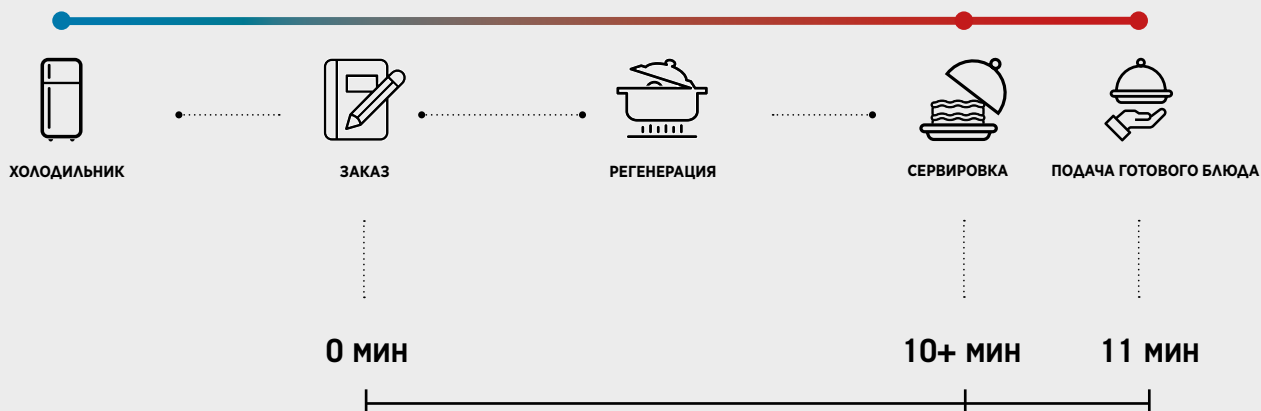 ХОЛОДИЛЬНИК
ЗАКАЗ
РЕГЕНЕРАЦИЯ
СЕРВИРОВКА
ПОДАЧА ГОТОВОГО БЛЮДА
0 МИН
10+ МИН
11 МИН